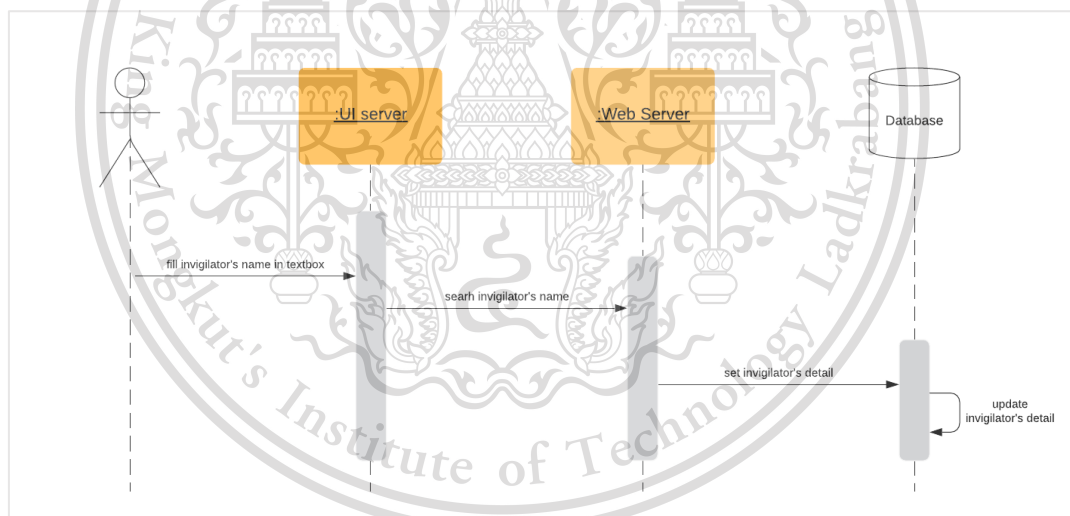 :UI server
:Web Server
Database
fill invigilator's name in textbox
searh invigilator's name
set invigilator's detail
update
invigilator's detail
King Mongkut's Institute of Technology Ladkrabang